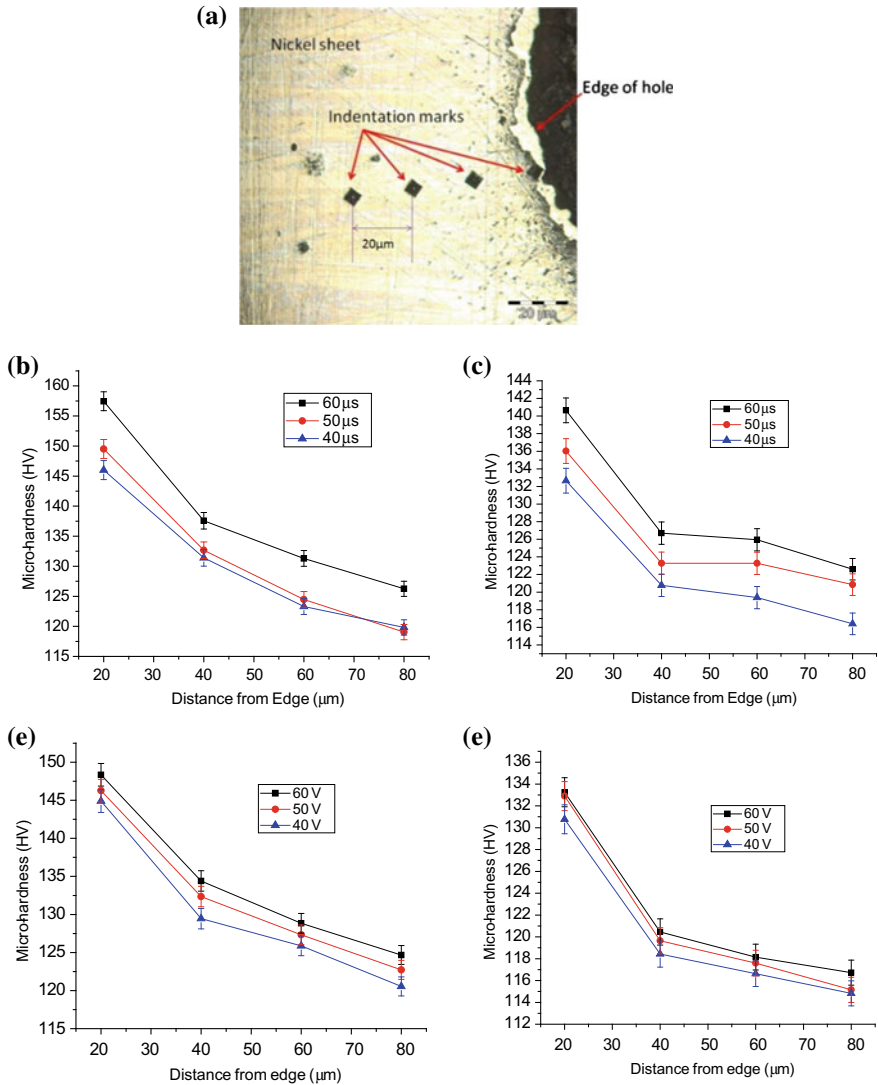 (a)
Nickel sheet
Edge of hole
Indentation marks
20μm
20 μm
(b)
160
155
150
145
140
135
130
125
120
115
Micro-hardness (HV)
60μs
50μs
40μs
20 30 40 50 60 70 80
Distance from Edge (μm)
(c)
144
142
140
138
136
134
132
130
128
126
124
122
120
118
116
114
Micro-hardness (HV)
60μs
50μs
40μs
20 30 40 50 60 70 80
Distance from Edge (μm)
(e)
150
145
140
135
130
125
120
115
Micro-hardness (HV)
60 V
50 V
40 V
20 30 40 50 60 70 80
Distance from edge (μm)
(e)
136
134
132
130
128
126
124
122
120
118
116
114
112
Micro-hardness (HV)
60 V
50 V
40 V
20 30 40 50 60 70 80
Distance from edge (μm)